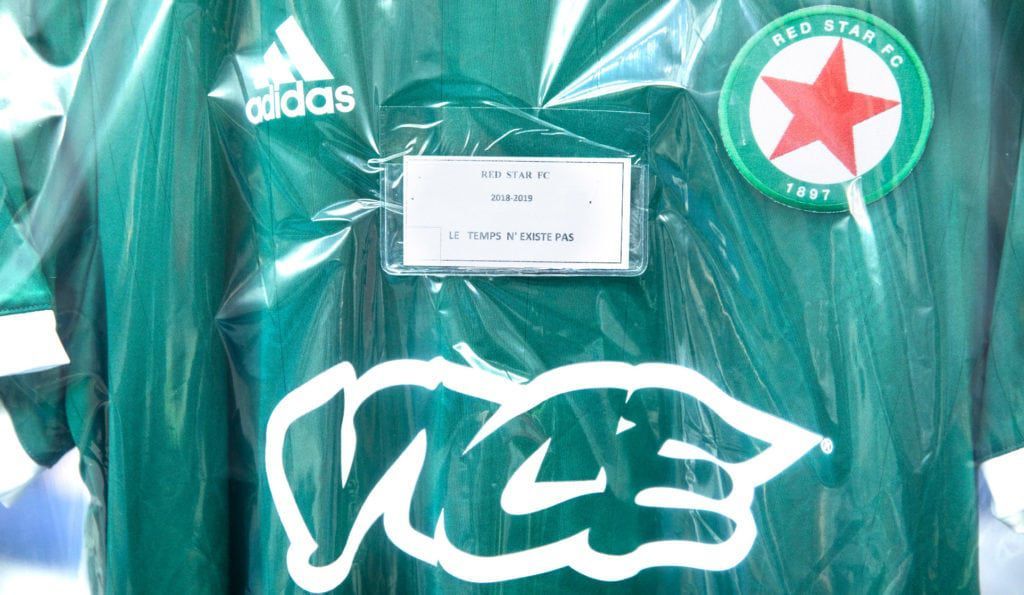 adidas
RED STAR FC
1897
RED STAR FC
2018-2019
LE TEMPS N' EXISTE PAS
VICE®